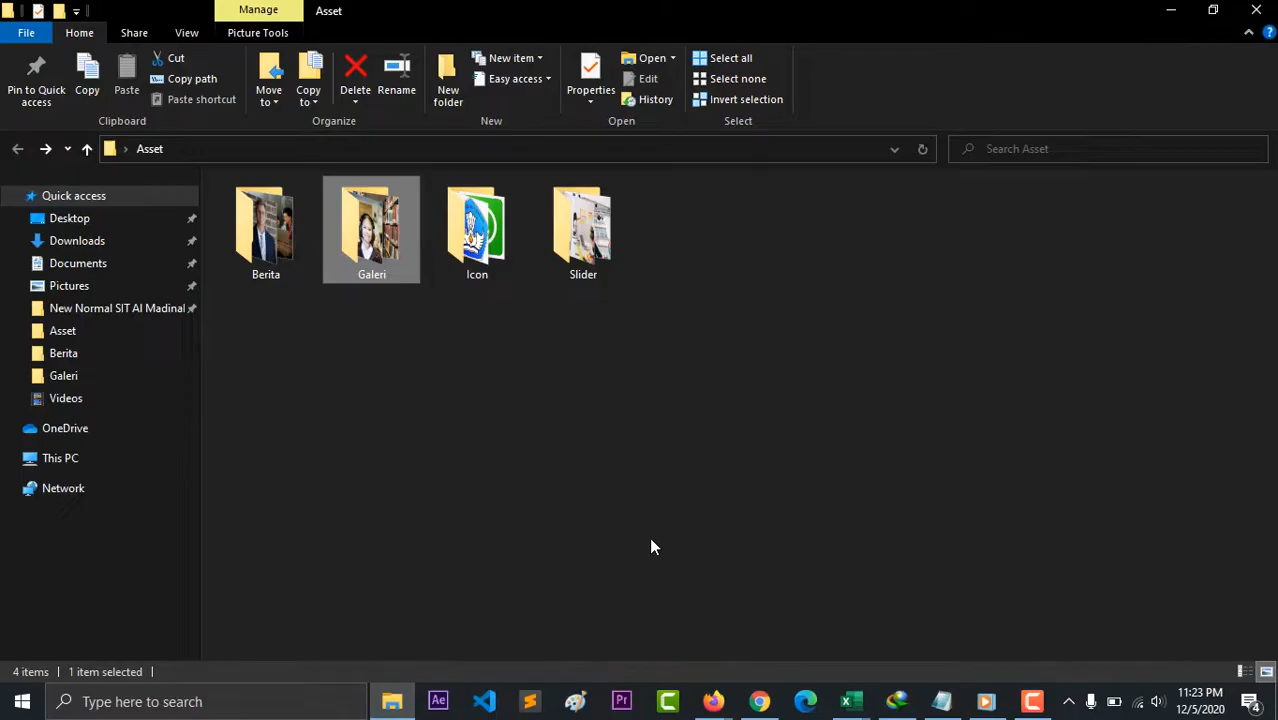 Manage
Asset
File
Home
Share
View
Picture Tools
Pin to Quick access
Copy
Paste
Cut
Copy path
Paste shortcut
Clipboard
Move to
Copy to
Delete
Rename
Organize
New folder
New item
Easy access
New
Properties
Open
Edit
History
Open
Select all
Select none
Invert selection
Select
Asset
Search Asset
Quick access
Desktop
Downloads
Documents
Pictures
New Normal SIT Al Madinal
Asset
Berita
Galeri
Videos
OneDrive
This PC
Network
Berita
Galeri
Icon
Slider
4 items
1 item selected
Type here to search
Ae
Pr
11:23 PM
12/5/2020
4